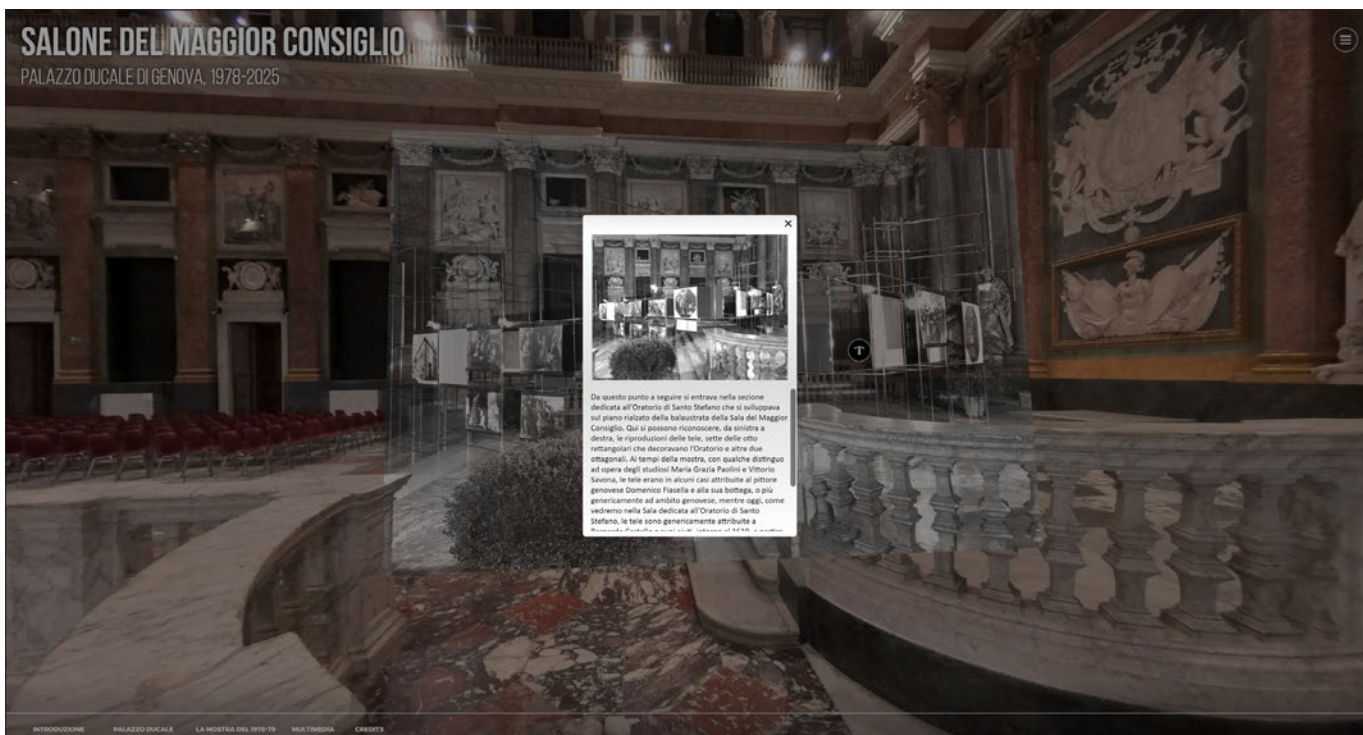 SALONE DEL MAGGIOR CONSIGLIO
PALAZZO DUCALE DI GENOVA, 1978-2025
Da questo punto a seguire si entrava nella sezione
dedicata all'Oratorio di Santo Stefano che si sviluppava
sul piano rialzato della balaustrata della Sala del Maggior
Consiglio. Qui si possono riconoscere, da sinistra a
destra, le riproduzioni delle tele, sette delle otto
rettangolari che decoravano l'Oratorio e altre due
ottagonali. Ai tempi della mostra, con qualche distinguo
ad opera degli studiosi Maria Grazia Paolini e Vittorio
Savona, le tele erano in alcuni casi attribuite al pittore
genovese Domenico Fiasella e alla sua bottega, o più
genericamente ad ambito genovese, mentre oggi, come
vedremo nella Sala dedicata all'Oratorio di Santo
Stefano, le tele sono genericamente attribuite a
INTRODUZIONE PALAZZO DUCALE LA MOSTRA DEL 1978-79 MULTIMEDIA CREDITS